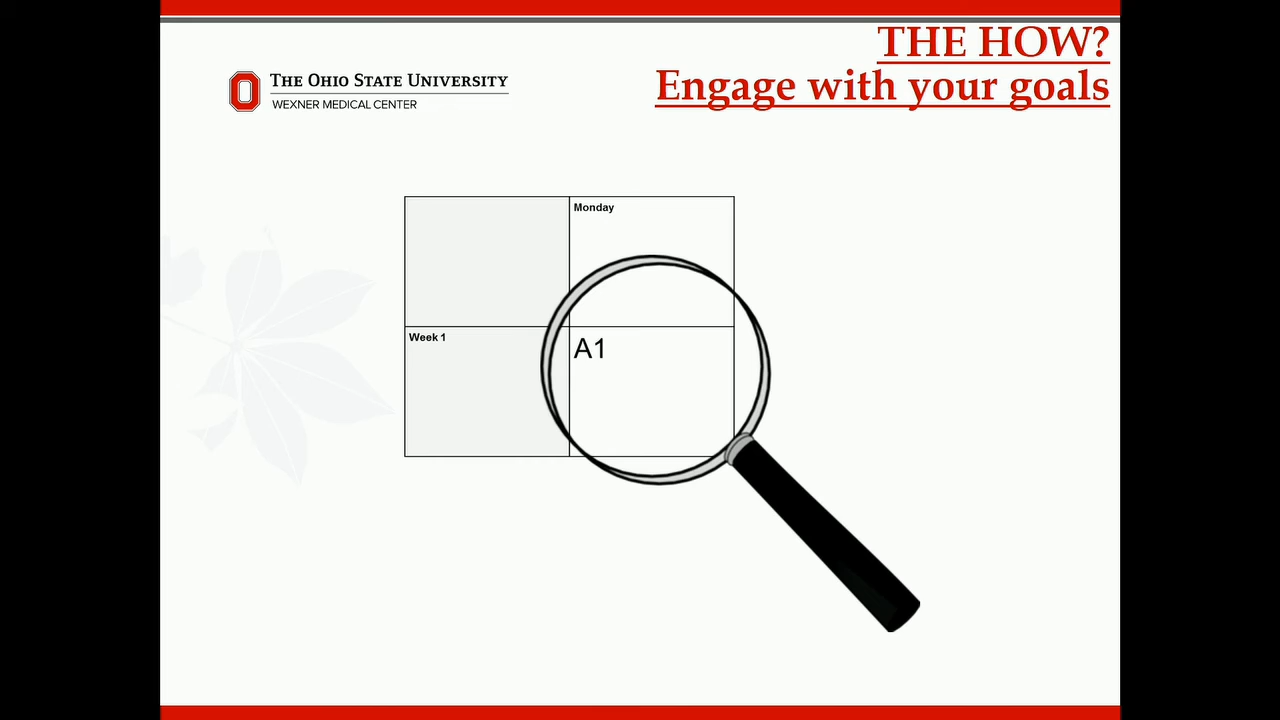 THE HOW?
Engage with your goals
THE OHIO STATE UNIVERSITY
WEXNER MEDICAL CENTER
Monday
Week 1
A1